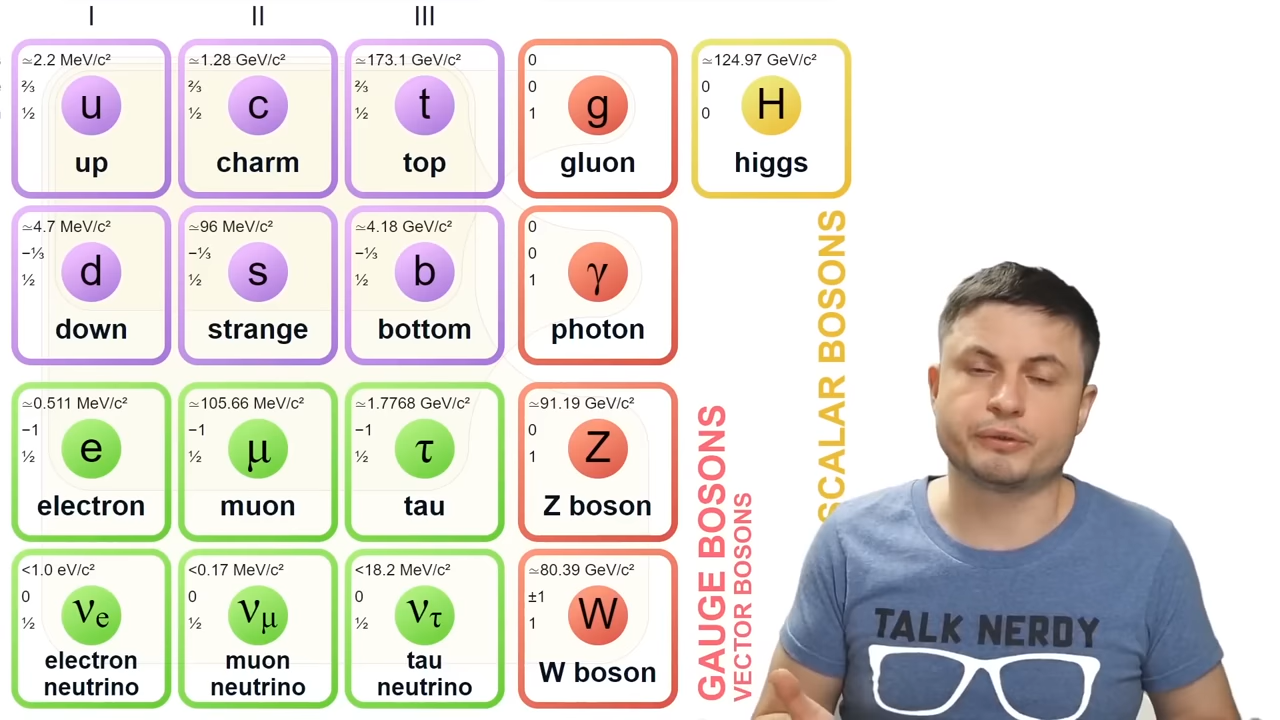 I II III
≃2.2 MeV/c²
⅔
½
u
up
≃1.28 GeV/c²
⅔
½
c
charm
≃173.1 GeV/c²
⅔
½
t
top
0
0
1
g
gluon
≃124.97 GeV/c²
0
0
H
higgs
≃4.7 MeV/c²
−⅓
½
d
down
≃96 MeV/c²
−⅓
½
s
strange
≃4.18 GeV/c²
−⅓
½
b
bottom
0
0
1
γ
photon
≃0.511 MeV/c²
−1
½
e
electron
≃105.66 MeV/c²
−1
½
μ
muon
≃1.7768 GeV/c²
−1
½
τ
tau
≃91.19 GeV/c²
0
1
Z
Z boson
<1.0 eV/c²
0
½
νe
electron
neutrino
<0.17 MeV/c²
0
½
νμ
muon
neutrino
<18.2 MeV/c²
0
½
ντ
tau
neutrino
≃80.39 GeV/c²
±1
1
W
W boson
GAUGE BOSONS
VECTOR BOSONS
SCALAR BOSONS
TALK NERDY